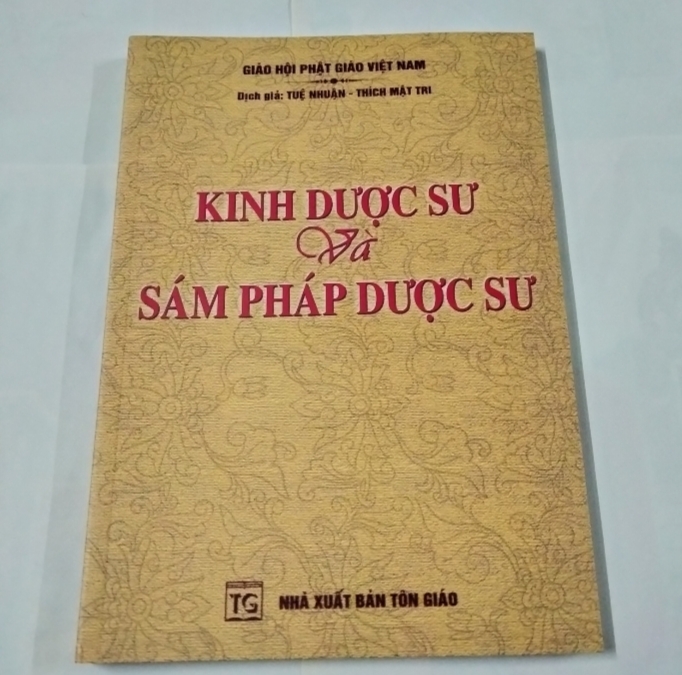 GIÁO HỘI PHẬT GIÁO VIỆT NAM
Dịch giả: TUỆ NHUẬN - THÍCH MẬT TRI
KINH DƯỢC SƯ
Và
SÁM PHÁP DƯỢC SƯ
TG NHÀ XUẤT BẢN TÔN GIÁO